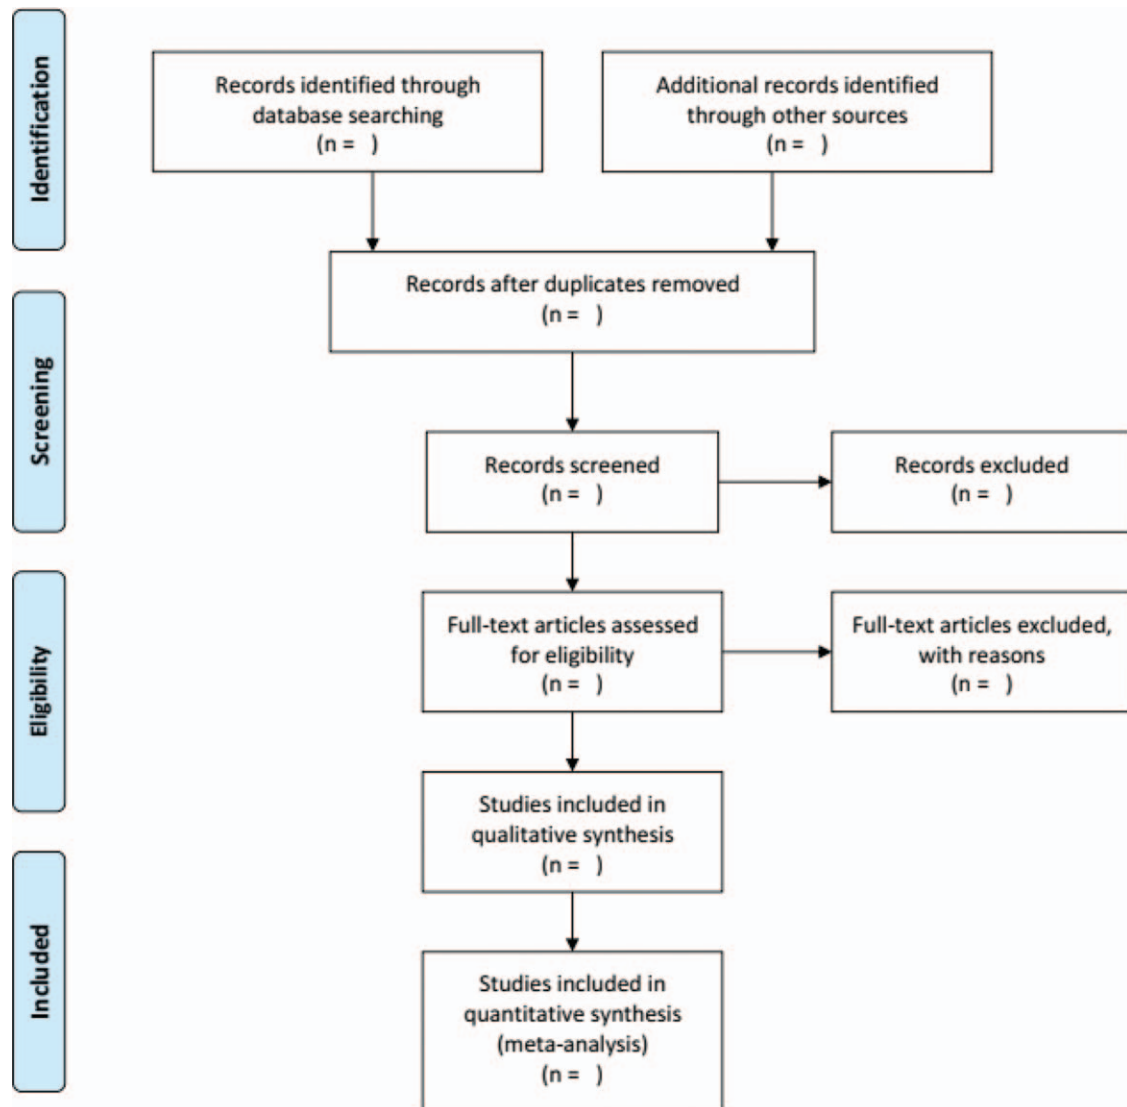 Identification
Records identified through
database searching
(n =   )
Additional records identified
through other sources
(n =   )
Records after duplicates removed
(n =   )
Screening
Records screened
(n =   )
Records excluded
(n =   )
Eligibility
Full-text articles assessed
for eligibility
(n =   )
Full-text articles excluded,
with reasons
(n =   )
Studies included in
qualitative synthesis
(n =   )
Included
Studies included in
quantitative synthesis
(meta-analysis)
(n =   )